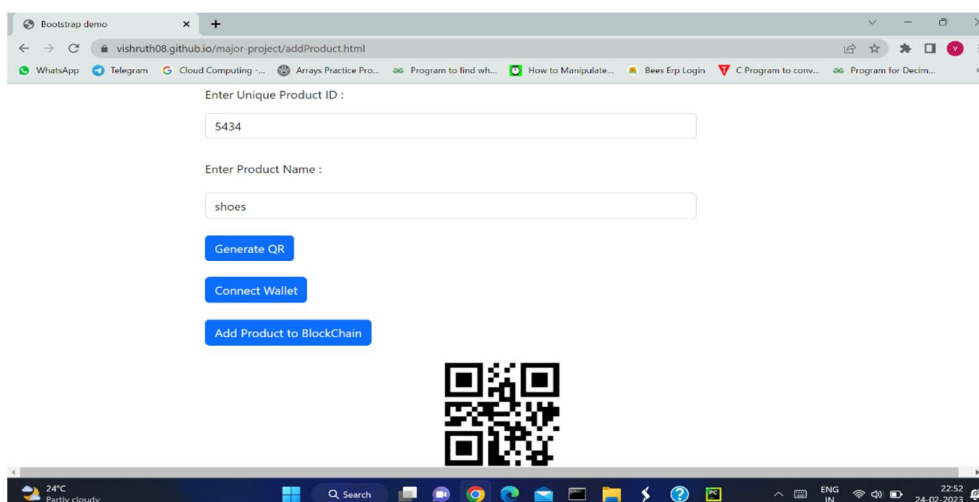 Bootstrap demo
vishruth08.github.io/major-project/addProduct.html
WhatsApp Telegram Cloud Computing -... Arrays Practice Pro... Program to find wh... How to Manipulate... Bees Erp Login C Program to conv... Program for Decim...
Enter Unique Product ID :
5434
Enter Product Name :
shoes
Generate QR
Connect Wallet
Add Product to BlockChain
24°C
Partly cloudy
Search
ENG
IN
22:52
24-02-2023